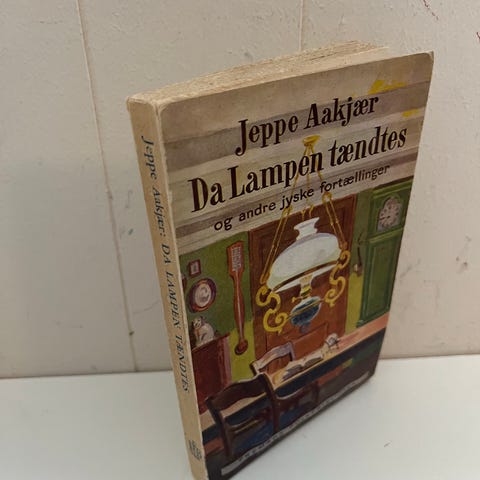 Jeppe Aakjær
Da Lampen tændtes
og andre jyske fortællinger
Jeppe Aakjær: DA LAMPEN TÆNDTES